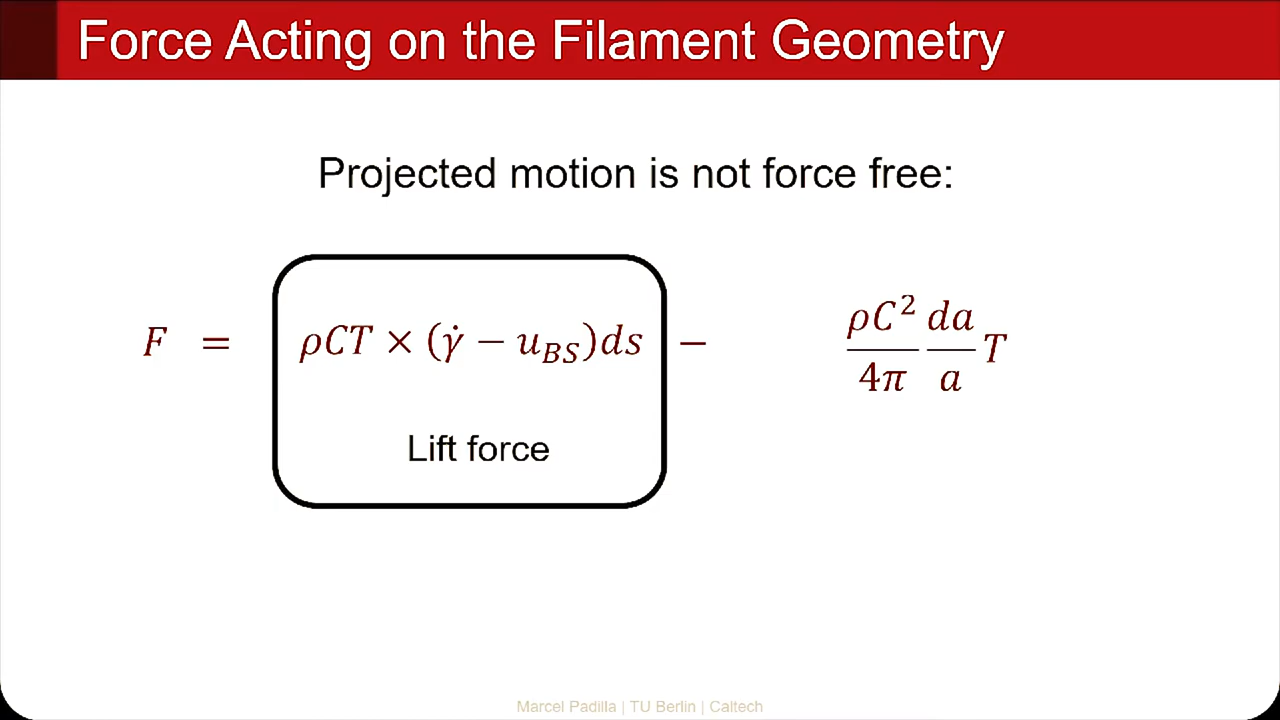 Force Acting on the Filament Geometry
Projected motion is not force free:
F = ρCT × (γ̇ − u_BS)ds − ρC²/4π da/a T
Lift force
Marcel Padilla | TU Berlin | Caltech